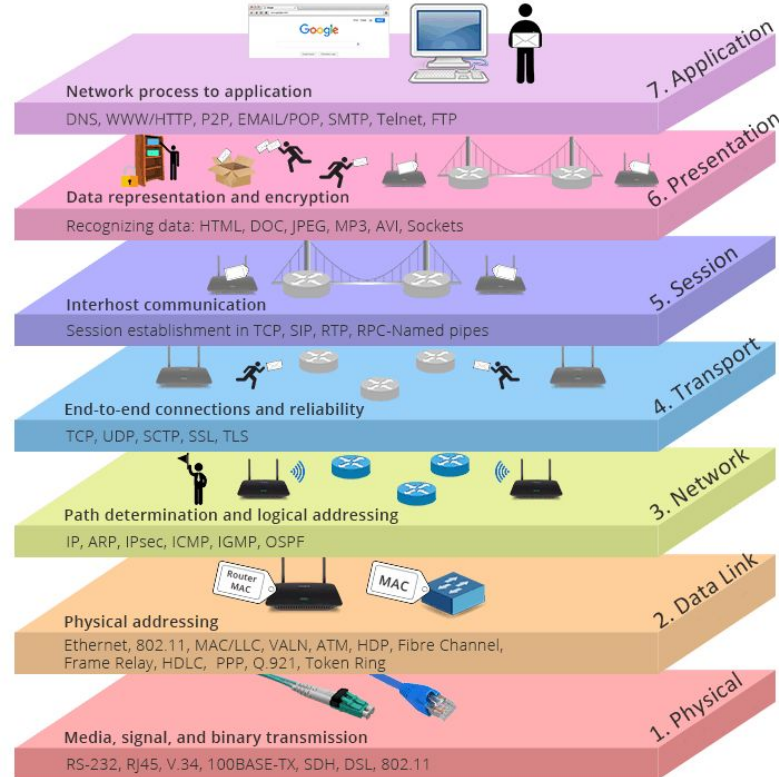 Google
7. Application
Network process to application
DNS, WWW/HTTP, P2P, EMAIL/POP, SMTP, Telnet, FTP
6. Presentation
Data representation and encryption
Recognizing data: HTML, DOC, JPEG, MP3, AVI, Sockets
5. Session
Interhost communication
Session establishment in TCP, SIP, RTP, RPC-Named pipes
4. Transport
End-to-end connections and reliability
TCP, UDP, SCTP, SSL, TLS
3. Network
Path determination and logical addressing
IP, ARP, IPsec, ICMP, IGMP, OSPF
Router
MAC
MAC
2. Data Link
Physical addressing
Ethernet, 802.11, MAC/LLC, VALN, ATM, HDP, Fibre Channel,
Frame Relay, HDLC, PPP, Q.921, Token Ring
1. Physical
Media, signal, and binary transmission
RS-232, RJ45, V.34, 100BASE-TX, SDH, DSL, 802.11